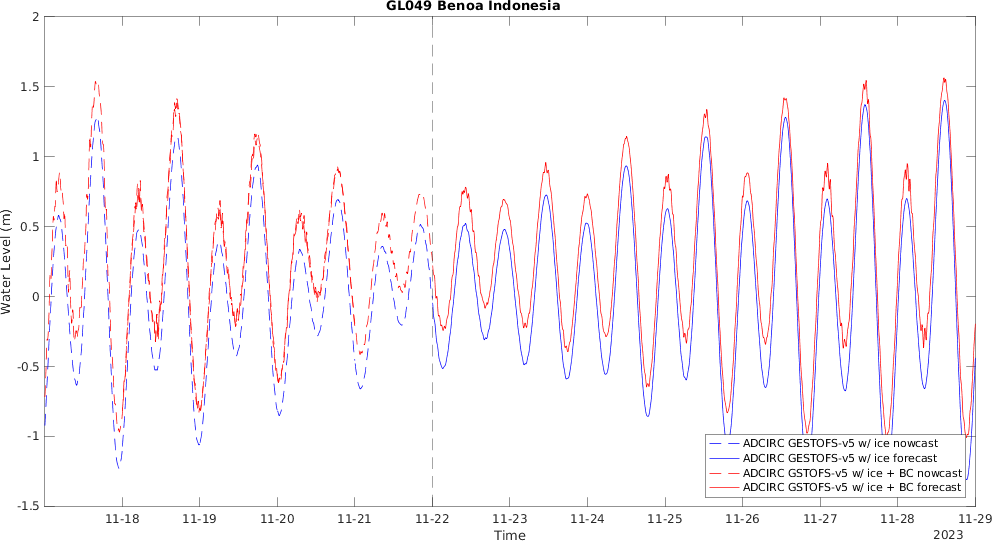 GL049 Benoa Indonesia
2
1.5
1
0.5
0
-0.5
-1
-1.5
Water Level (m)
ADCIRC GESTOFS-v5 w/ ice nowcast
ADCIRC GESTOFS-v5 w/ ice forecast
ADCIRC GSTOFS-v5 w/ ice + BC nowcast
ADCIRC GSTOFS-v5 w/ ice + BC forecast
11-18 11-19 11-20 11-21 11-22 11-23 11-24 11-25 11-26 11-27 11-28 11-29
Time
2023